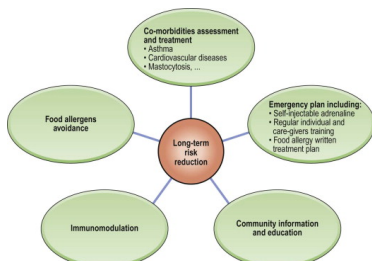 Co-morbidities assessment
and treatment
• Asthma
• Cardiovascular diseases
• Mastocytosis, ...
Food allergens
avoidance
Emergency plan including:
• Self-injectable adrenaline
• Regular individual and
care-givers training
• Food allergy written
treatment plan
Long-term
risk
reduction
Immunomodulation
Community information
and education